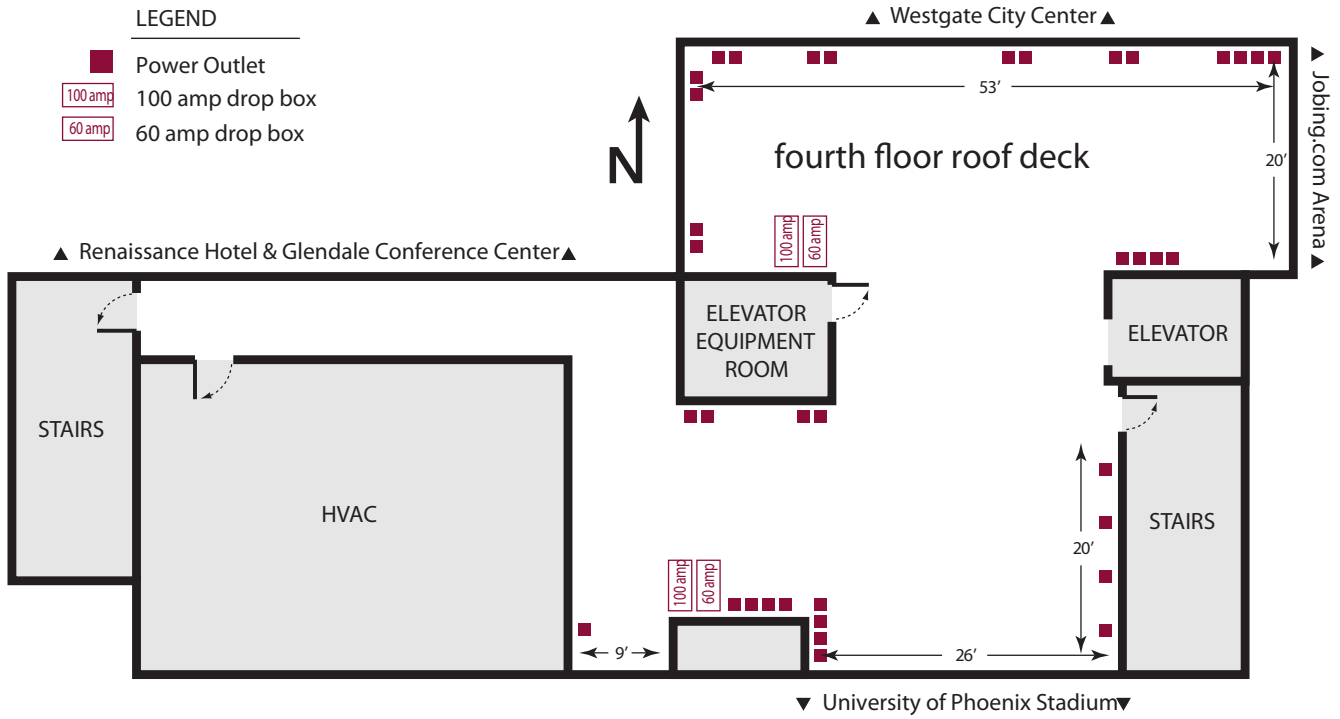 LEGEND
Power Outlet
100 amp
100 amp drop box
60 amp
60 amp drop box
▲ Westgate City Center ▲
▲ Jobing.com Arena ▲
53’
N
fourth floor roof deck
20’
100 amp
60 amp
▲ Renaissance Hotel & Glendale Conference Center ▲
ELEVATOR
EQUIPMENT
ROOM
ELEVATOR
STAIRS
HVAC
STAIRS
20’
100 amp
60 amp
9’
26’
▼ University of Phoenix Stadium ▼